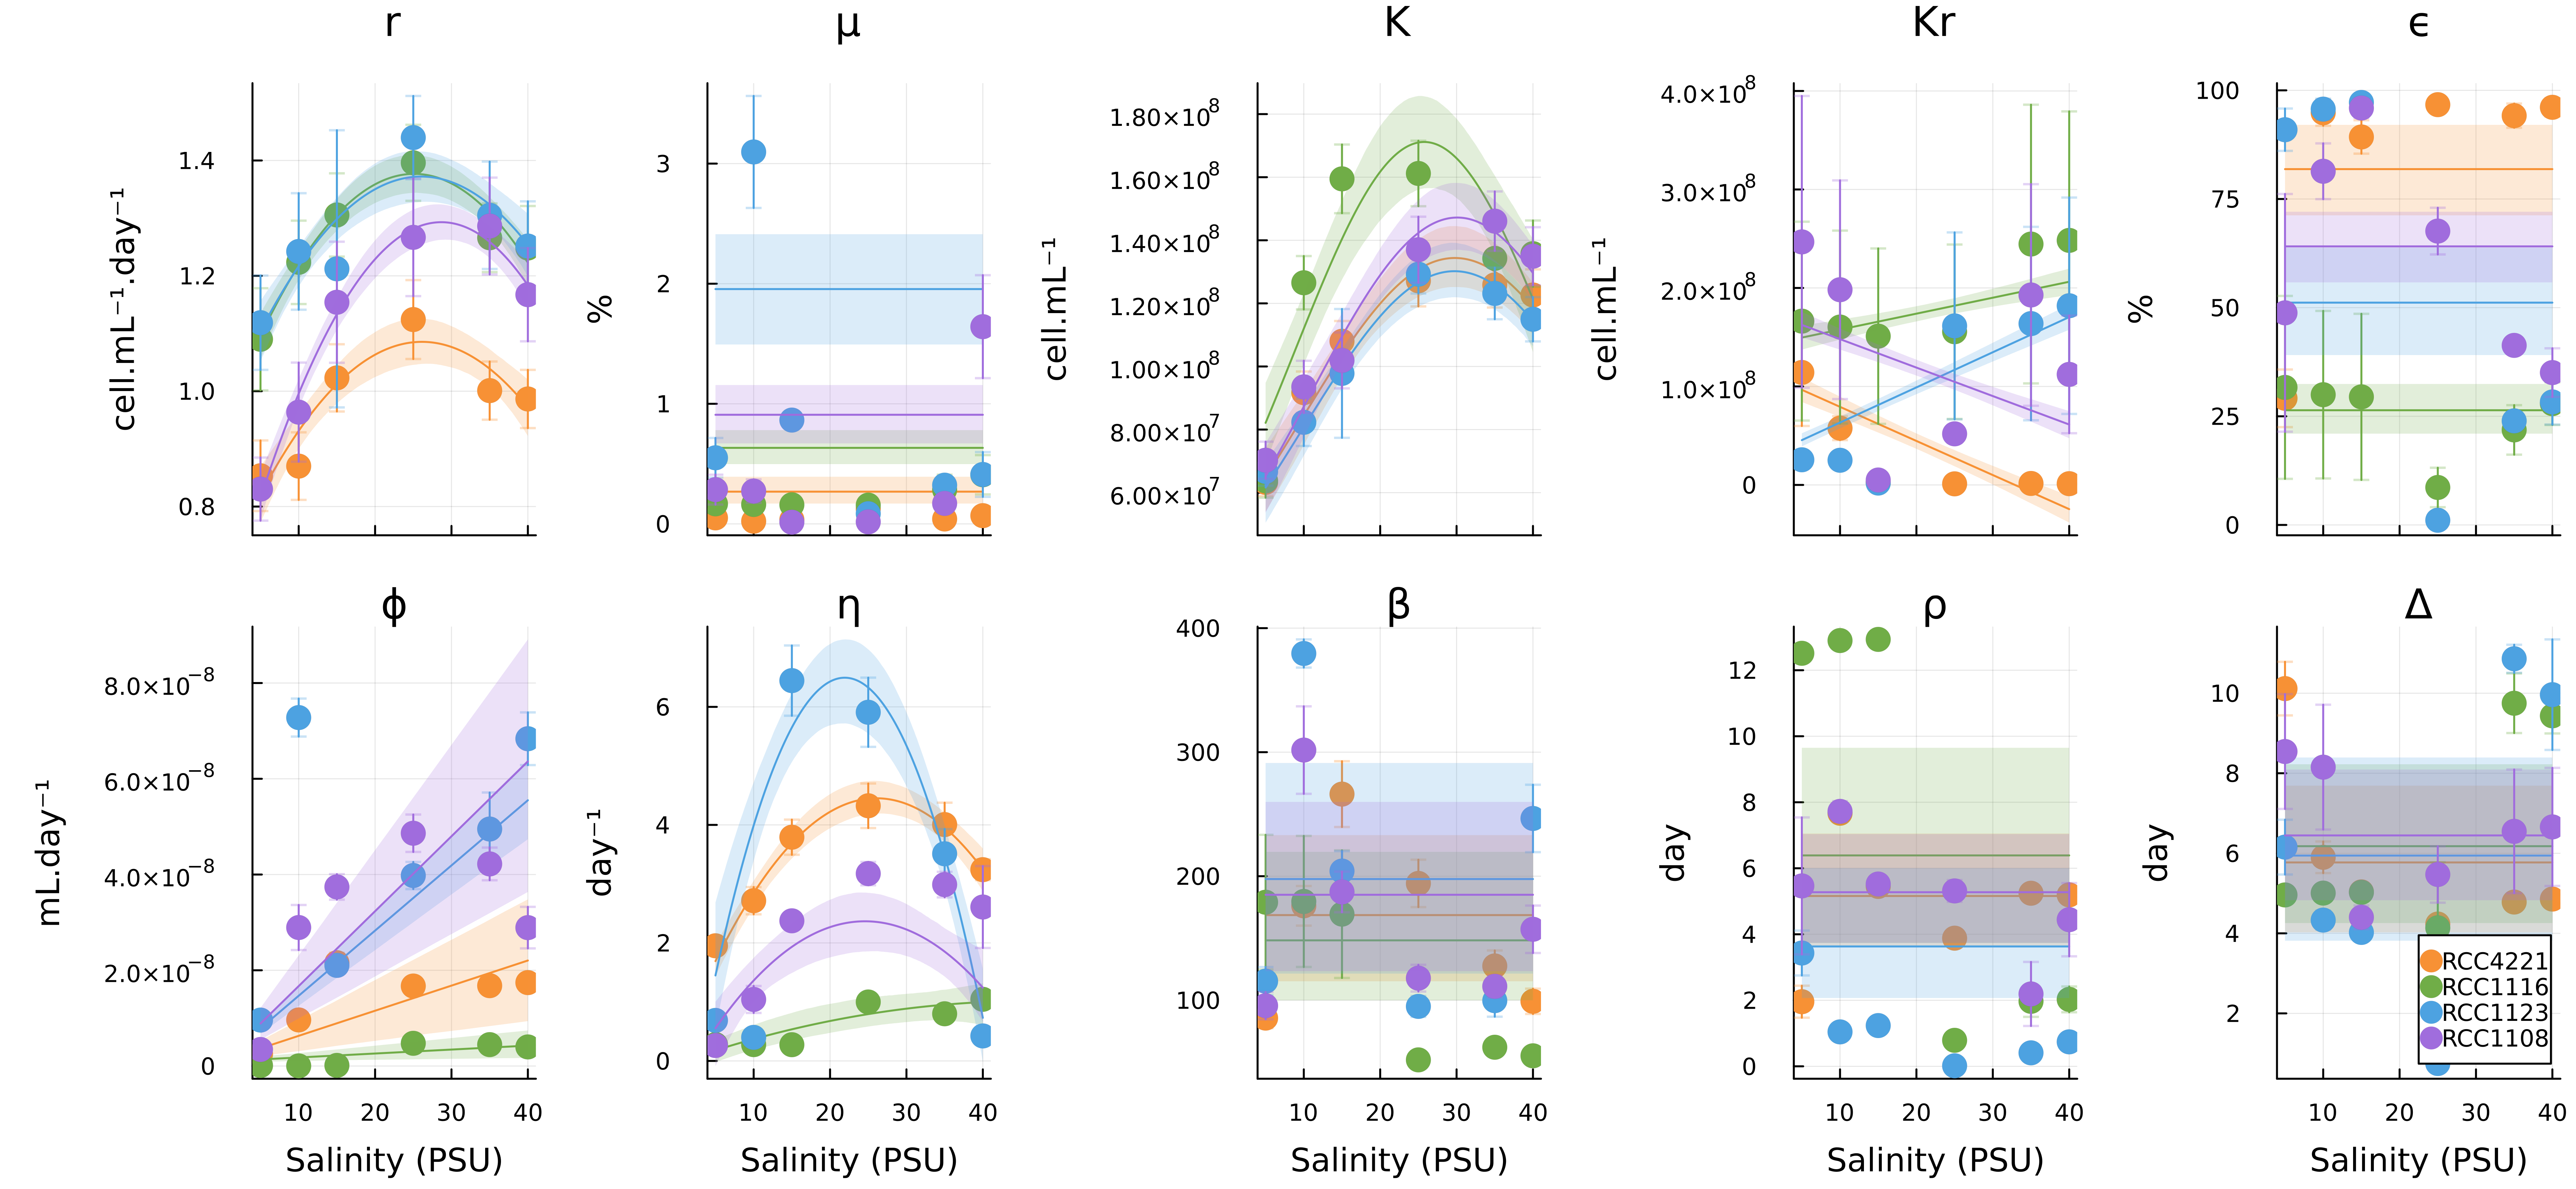 r μ K Kr ϵ
cell.mL⁻¹.day⁻¹
1.4
1.2
1.0
0.8
%
3
2
1
0
cell.mL⁻¹
1.80×10⁸
1.60×10⁸
1.40×10⁸
1.20×10⁸
1.00×10⁸
8.00×10⁷
6.00×10⁷
cell.mL⁻¹
4.0×10⁸
3.0×10⁸
2.0×10⁸
1.0×10⁸
0
%
100
75
50
25
0
ϕ η β ρ Δ
mL.day⁻¹
8.0×10⁻⁸
6.0×10⁻⁸
4.0×10⁻⁸
2.0×10⁻⁸
0
10 20 30 40
Salinity (PSU)
day⁻¹
6
4
2
0
10 20 30 40
Salinity (PSU)
400
300
200
100
10 20 30 40
Salinity (PSU)
day
12
10
8
6
4
2
0
10 20 30 40
Salinity (PSU)
day
10
8
6
4
2
10 20 30 40
Salinity (PSU)
RCC4221
RCC1116
RCC1123
RCC1108